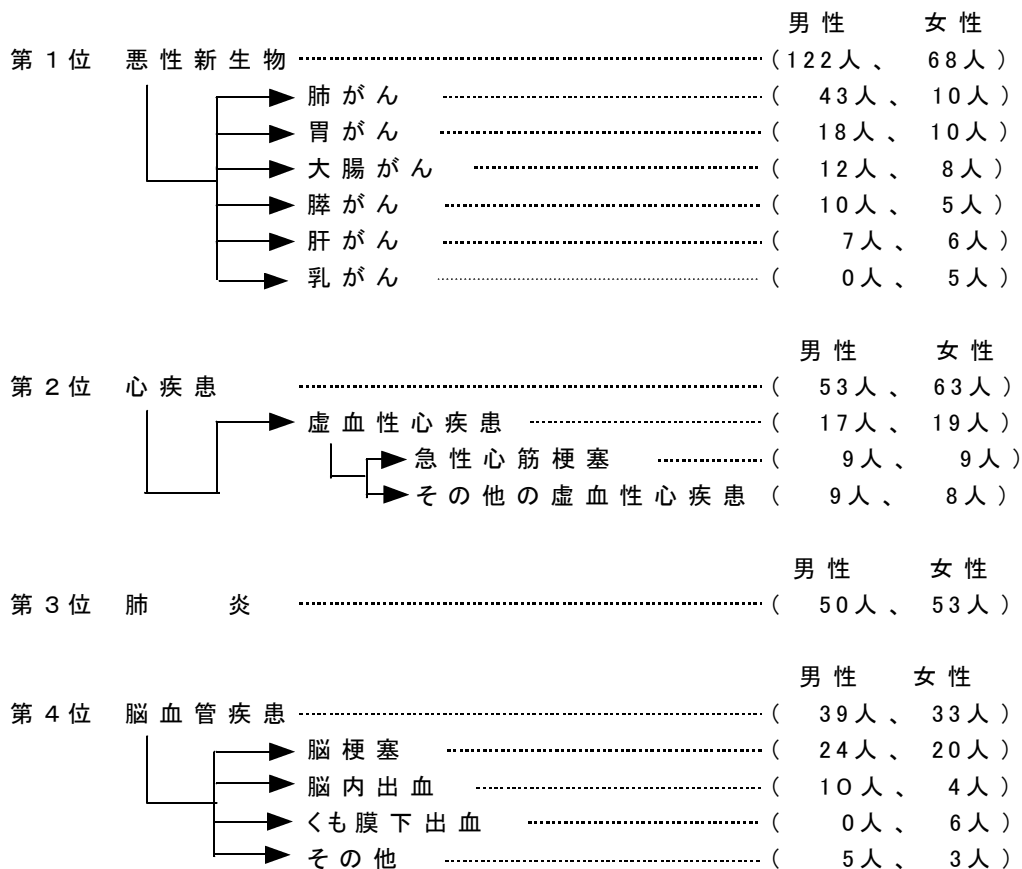 男性 女性
第1位 悪性新生物 (122人、 68人)
肺がん ( 43人、 10人)
胃がん ( 18人、 10人)
大腸がん ( 12人、 8人)
膵がん ( 10人、 5人)
肝がん ( 7人、 6人)
乳がん ( 0人、 5人)
男性 女性
第2位 心疾患 ( 53人、 63人)
虚血性心疾患 ( 17人、 19人)
急性心筋梗塞 ( 9人、 9人)
その他の虚血性心疾患 ( 9人、 8人)
男性 女性
第3位 肺 炎 ( 50人、 53人)
男性 女性
第4位 脳血管疾患 ( 39人、 33人)
脳梗塞 ( 24人、 20人)
脳内出血 ( 10人、 4人)
くも膜下出血 ( 0人、 6人)
その他 ( 5人、 3人)